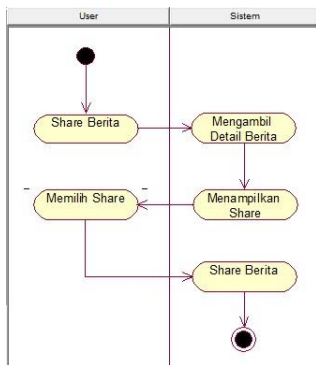 User
Sistem
Share Berita
Mengambil
Detail Berita
Memilih Share
Menampilkan
Share
Share Berita